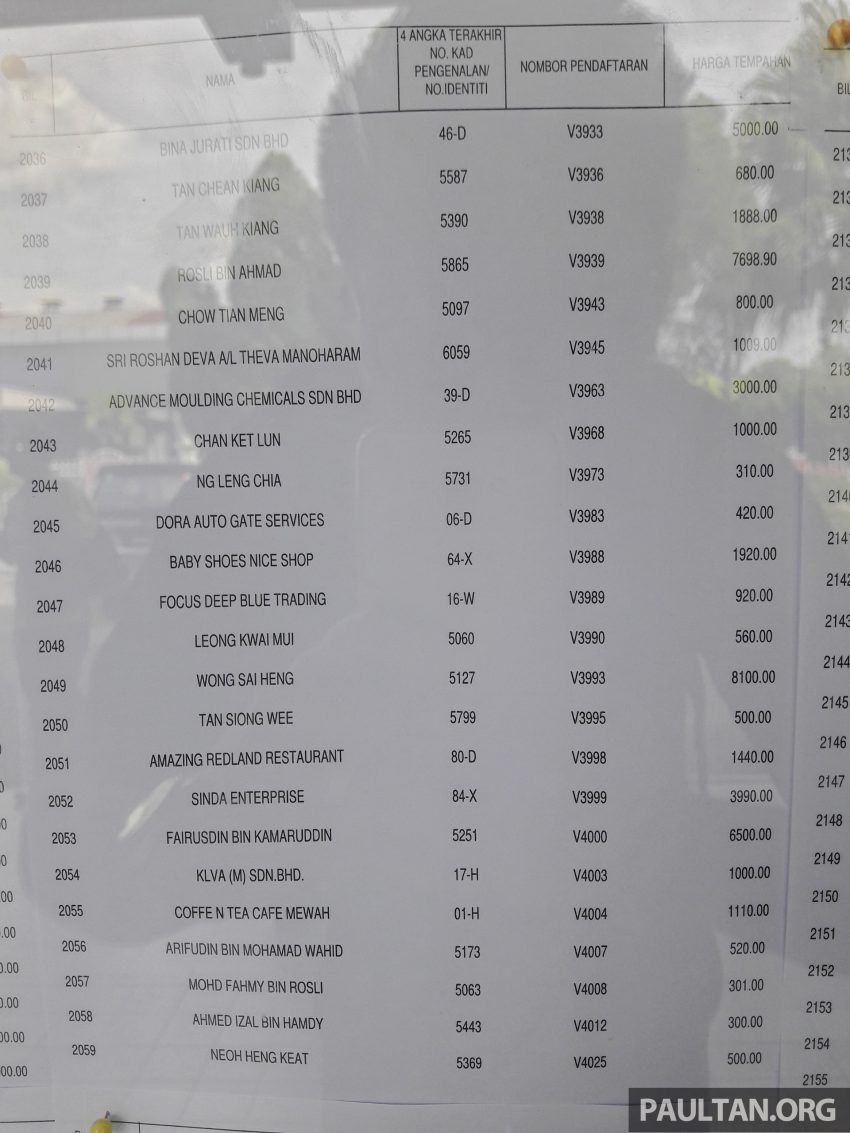 BIL NAMA 4 ANGKA TERAKHIR NO. KAD PENGENALAN/ NO.IDENTITI NOMBOR PENDAFTARAN HARGA TEMPAHAN BIL
2036 BINA JURATI SDN BHD 46-D V3933 5000.00
2037 TAN CHEAN KIANG 5587 V3936 680.00
2038 TAN WAUH KIANG 5390 V3938 1888.00
2039 ROSLI BIN AHMAD 5865 V3939 7698.90
2040 CHOW TIAN MENG 5097 V3943 800.00
2041 SRI ROSHAN DEVA A/L THEVA MANOHARAM 6059 V3945 1009.00
2042 ADVANCE MOULDING CHEMICALS SDN BHD 39-D V3963 3000.00
2043 CHAN KET LUN 5265 V3968 1000.00
2044 NG LENG CHIA 5731 V3973 310.00
2045 DORA AUTO GATE SERVICES 06-D V3983 420.00
2046 BABY SHOES NICE SHOP 64-X V3988 1920.00
2047 FOCUS DEEP BLUE TRADING 16-W V3989 920.00
2048 LEONG KWAI MUI 5060 V3990 560.00
2049 WONG SAI HENG 5127 V3993 8100.00
2050 TAN SIONG WEE 5799 V3995 500.00
2051 AMAZING REDLAND RESTAURANT 80-D V3998 1440.00
2052 SINDA ENTERPRISE 84-X V3999 3990.00
2053 FAIRUSDIN BIN KAMARUDDIN 5251 V4000 6500.00
2054 KLVA (M) SDN.BHD. 17-H V4003 1000.00
2055 COFFE N TEA CAFE MEWAH 01-H V4004 1110.00
2056 ARIFUDIN BIN MOHAMAD WAHID 5173 V4007 520.00
2057 MOHD FAHMY BIN ROSLI 5063 V4008 301.00
2058 AHMED IZAL BIN HAMDY 5443 V4012 300.00
2059 NEOH HENG KEAT 5369 V4025 500.00
2141
2142
2143
2144
2145
2146
2147
2148
2149
2150
2151
2152
2153
2154
2155
PAULTAN.ORG